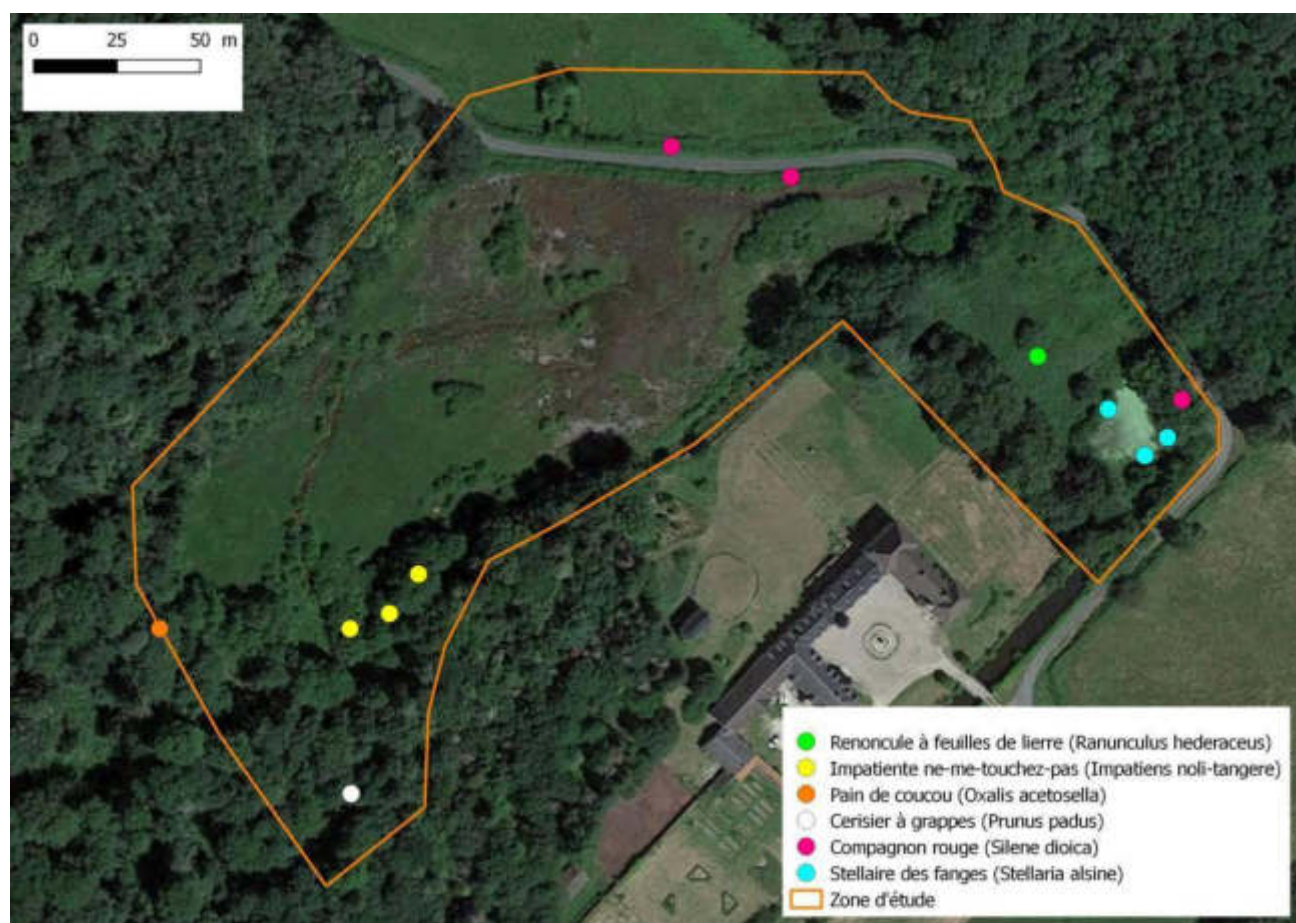 0 25 50 m
Renoncule à feuilles de lierre (Ranunculus hederaceus)
Impatiente ne-me-touchez-pas (Impatiens noli-tangere)
Pain de coucou (Oxalis acetosella)
Cerisier à grappes (Prunus padus)
Compagnon rouge (Silene dioica)
Stellaire des fanges (Stellaria alsine)
Zone d'étude